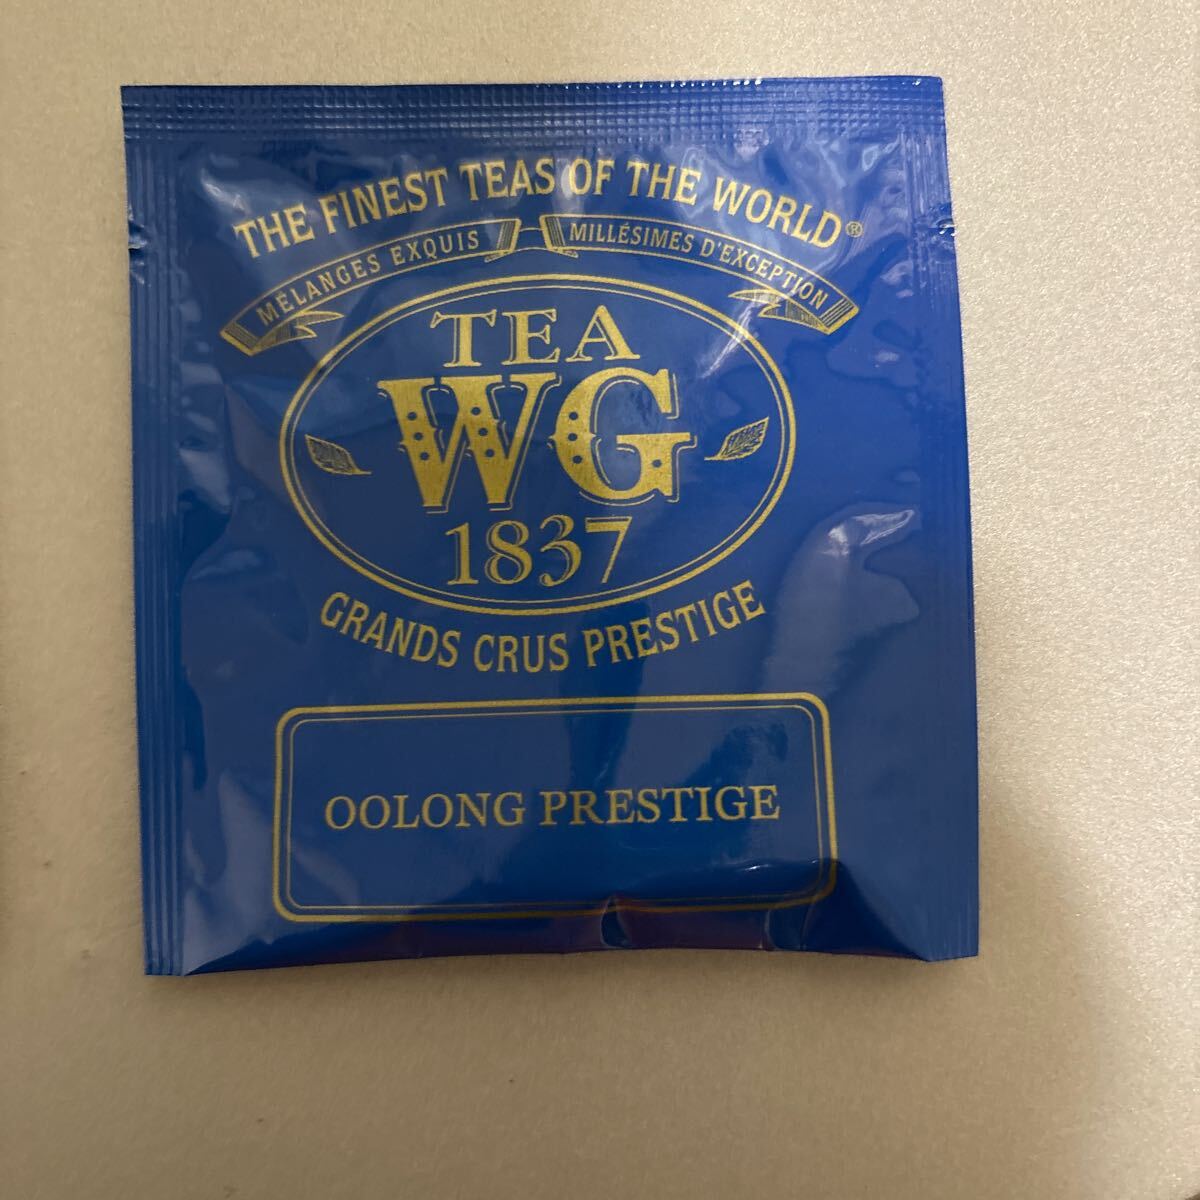 THE FINEST TEAS OF THE WORLD®
MÉLANGES EXQUIS MILLÉSIMES D'EXCEPTION
TEA
WG
1837
GRANDS CRUS PRESTIGE
OOLONG PRESTIGE